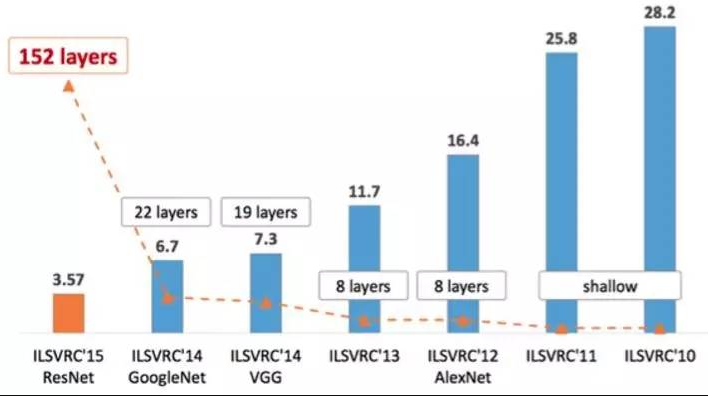 28.2
25.8
152 layers
16.4
11.7
22 layers
19 layers
6.7
7.3
3.57
8 layers
8 layers
shallow
ILSVRC'15
ResNet
ILSVRC'14
GoogleNet
ILSVRC'14
VGG
ILSVRC'13
ILSVRC'12
AlexNet
ILSVRC'11
ILSVRC'10